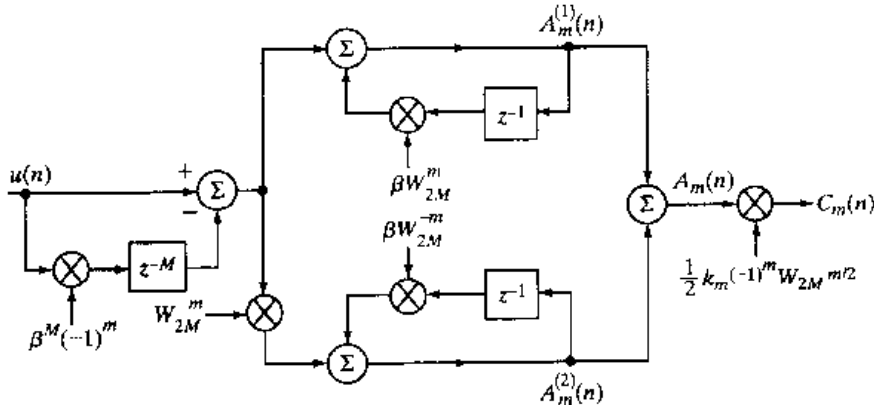 A_m^{(1)}(n)
Σ
z^{-1}
βW_{2M}^{m}
u(n)
+
Σ
−
Σ
A_m(n)
C_m(n)
βW_{2M}^{-m}
z^{-M}
z^{-1}
\frac{1}{2} k_m(-1)^m W_{2M}^{m/2}
W_{2M}^{m}
β^M(-1)^m
Σ
A_m^{(2)}(n)